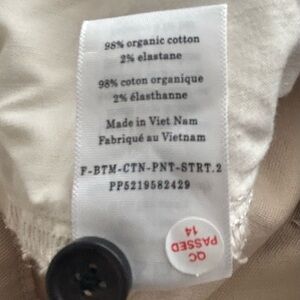 98% organic cotton
2% elastane
98% coton organique
2% élasthanne
Made in Viet Nam
Fabriqué au Vietnam
F-BTM-CTN-PNT-STRT.2
PP5219582429
QC
PASSED
14